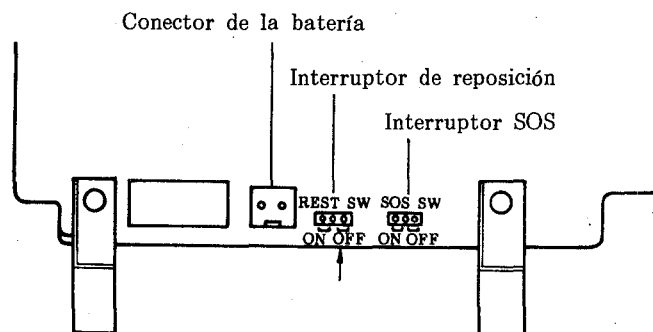 Conector de la batería
Interruptor de reposición
Interruptor SOS
REST SW SOS SW
ON OFF ON OFF